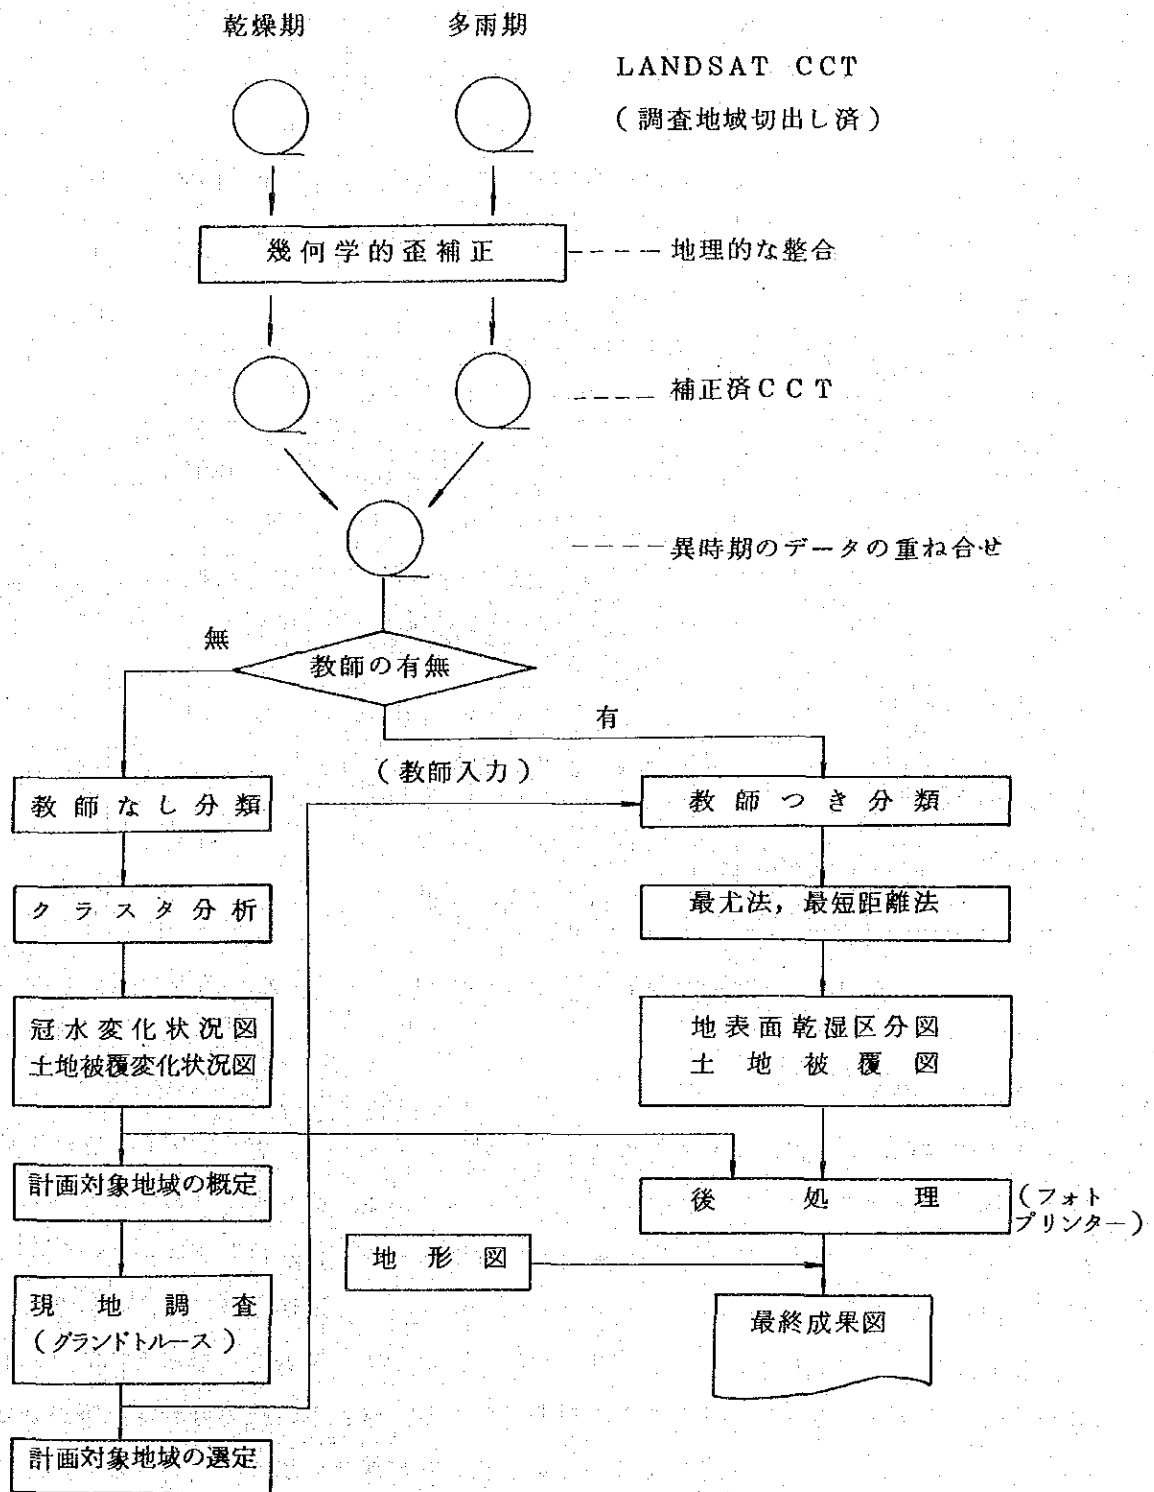 乾燥期
多雨期
LANDSAT CCT
(調査地域切出し済)
幾何学的歪補正
地理的な整合
補正済CCT
異時期のデータの重ね合せ
教師の有無
無
有
(教師入力)
教師なし分類
教師つき分類
クラスタ分析
最尤法,最短距離法
冠水変化状況図
土地被覆変化状況図
地表面乾湿区分図
土地被覆図
計画対象地域の概定
後処理
(フォト
プリンター)
地形図
現地調査
(グランドトルース)
最終成果図
計画対象地域の選定